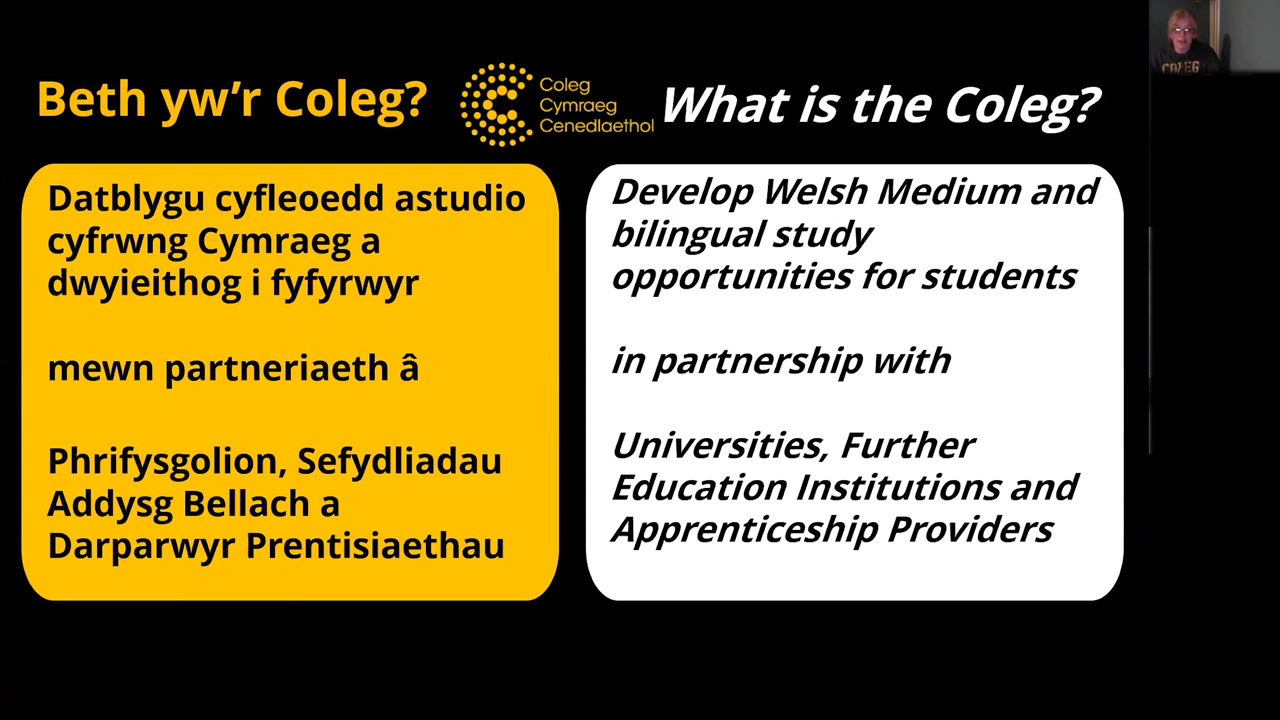 Beth yw’r Coleg?
Coleg
Cymraeg
Cenedlaethol
What is the Coleg?
Datblygu cyfleoedd astudio
cyfrwng Cymraeg a
dwyieithog i fyfyrwyr
mewn partneriaeth â
Phrifysgolion, Sefydliadau
Addysg Bellach a
Darparwyr Prentisiaethau
Develop Welsh Medium and
bilingual study
opportunities for students
in partnership with
Universities, Further
Education Institutions and
Apprenticeship Providers
COLEG